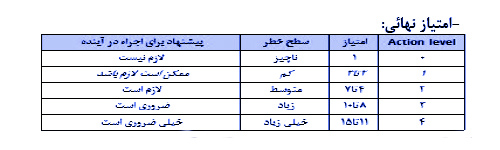 -امتیاز نهائی:
پیشنهاد برای اجراء در آینده سطح خطر امتیاز Action level
لازم نیست ناچیز ۱ ۰
ممکن است لازم باشد کم ۲تا۳ ۱
لازم است متوسط ۴تا۷ ۲
ضروری است زیاد ۸تا۱۰ ۳
خیلی ضروری است خیلی زیاد ۱۱تا۱۵ ۴